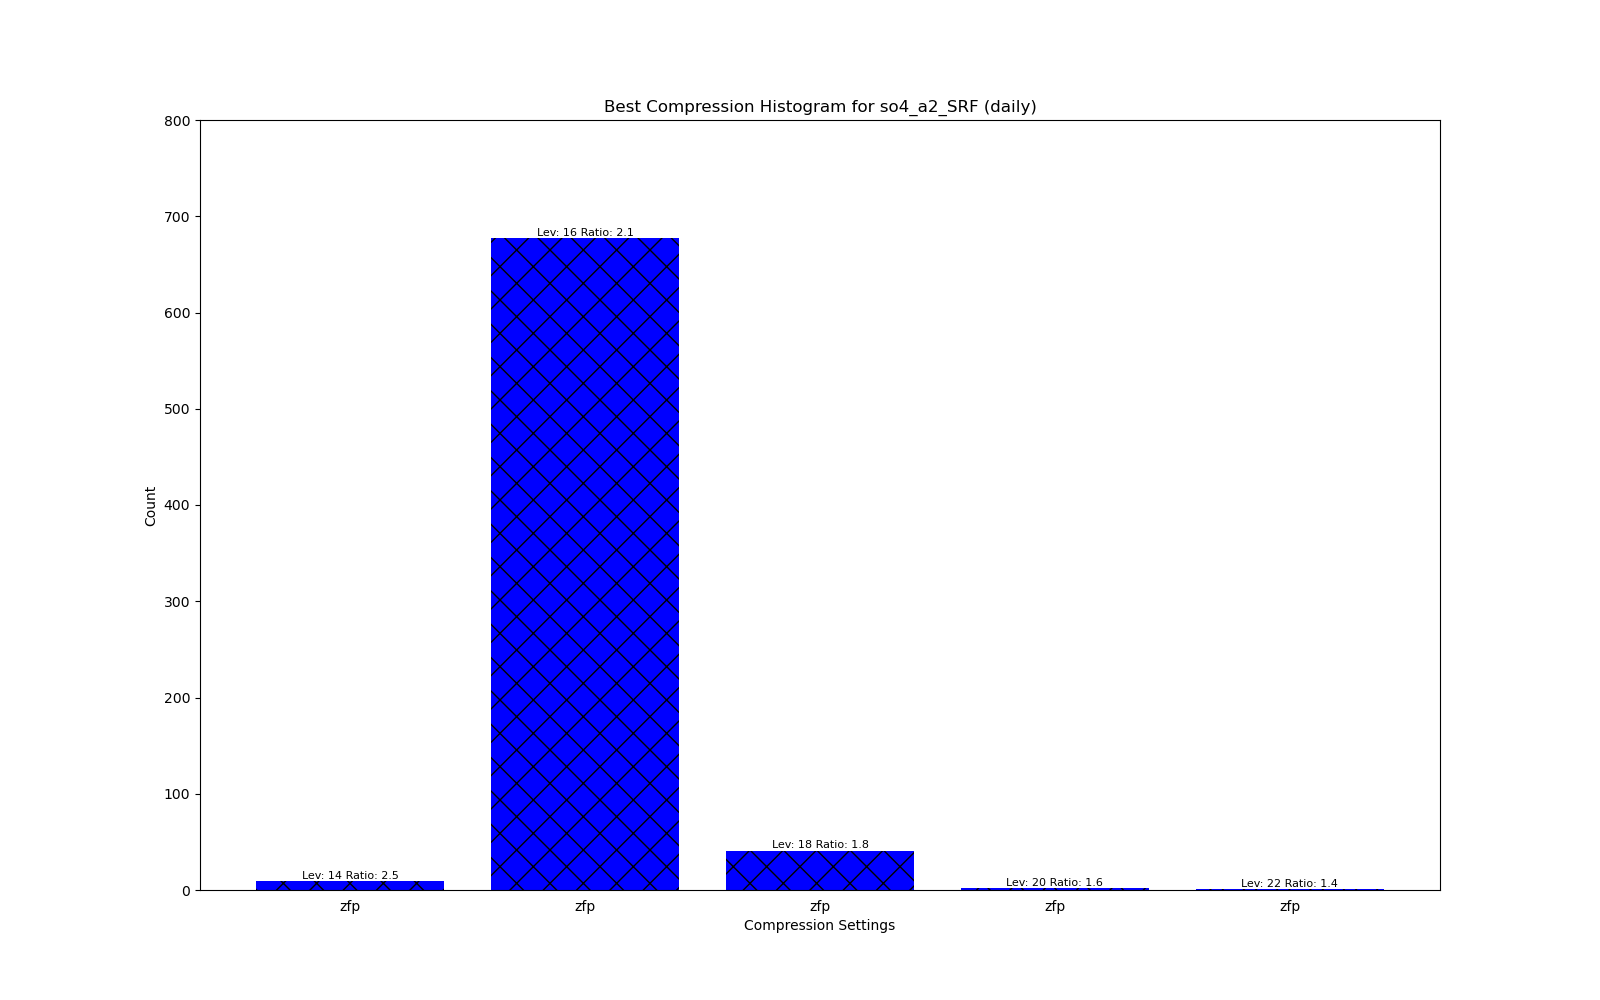 Best Compression Histogram for so4_a2_SRF (daily)
800
700
600
500
400
300
200
100
0
Count
Lev: 14 Ratio: 2.5
Lev: 16 Ratio: 2.1
Lev: 18 Ratio: 1.8
Lev: 20 Ratio: 1.6
Lev: 22 Ratio: 1.4
zfp zfp zfp zfp zfp
Compression Settings